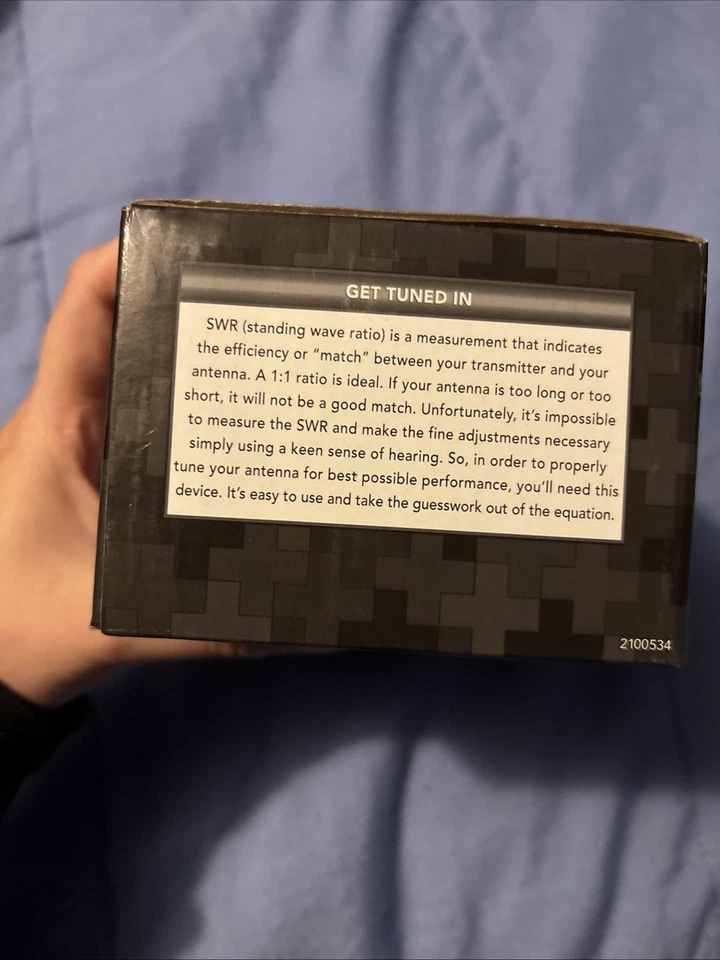 GET TUNED IN
SWR (standing wave ratio) is a measurement that indicates
the efficiency or “match” between your transmitter and your
antenna. A 1:1 ratio is ideal. If your antenna is too long or too
short, it will not be a good match. Unfortunately, it’s impossible
to measure the SWR and make the fine adjustments necessary
simply using a keen sense of hearing. So, in order to properly
tune your antenna for best possible performance, you’ll need this
device. It’s easy to use and take the guesswork out of the equation.
2100534